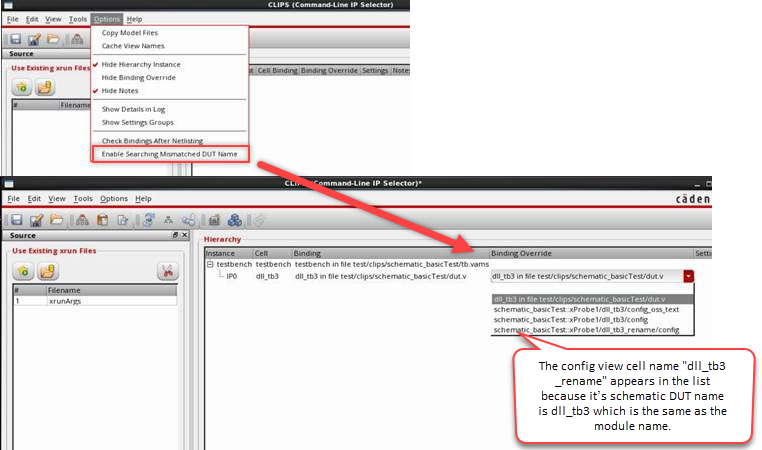 CLIPS (Command-Line IP Selector)
File Edit View Tools Options Help
Source
Use Existing xrun Files
# Filename
Copy Model Files
Cache View Names
Hide Hierarchy Instance
Hide Binding Override
Hide Notes
Show Details in Log
Show Settings Groups
Check Bindings After Netlisting
Enable Searching Mismatched DUT Name
Cell Binding Binding Override Settings Notes
(Command-Line IP Selector)*
File Edit View Tools Options Help
cāden
Source
Use Existing xrun Files
# Filename
1 xrunArgs
Hierarchy
Instance Cell Binding Binding Override Setti
testbench testbench testbench in file test/clips/schematic_basicTest/tb.vams
IP0 dll_tb3 dll_tb3 in file test/clips/schematic_basicTest/dut.v dll_tb3 in file test/clips/schematic_basicTest/dut.v
dll_tb3 in file test/clips/schematic_basicTest/dut.v
schematic_basicTest::xProbe1/dll_tb3/config_oss_text
schematic_basicTest::xProbe1/dll_tb3/config
schematic_basicTest::xProbe1/dll_tb3_rename/config
The config view cell name "dll_tb3
_rename" appears in the list
because it's schematic DUT name
is dll_tb3 which is the same as the
module name.